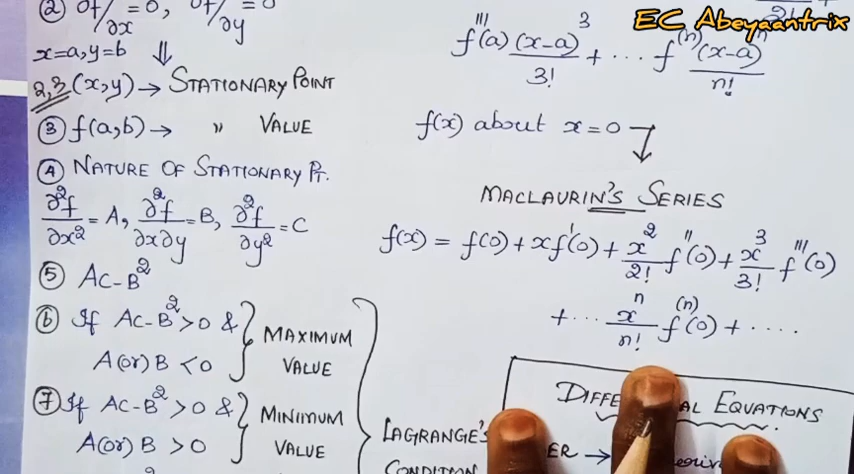 ② ∂f/∂x = 0, ∂f/∂y = 0
x=a, y=b ⇓
2,3 (x,y) → STATIONARY POINT
③ f(a,b) → " VALUE
④ NATURE OF STATIONARY PT.
∂²f/∂x² = A, ∂²f/∂x∂y = B, ∂²f/∂y² = C
⑤ AC-B²
⑥ If AC-B² > 0 & A(or) B < 0 } MAXIMUM VALUE
⑦ If AC-B² > 0 & A(or) B > 0 } MINIMUM VALUE
LAGRANGE'S
CONDITION
EC Abeyaantrix
2!
f'''(a) (x-a)³/3! + ... f⁽ⁿ⁾ (x-a)ⁿ/n!
f(x) about x=0
MACLAURIN'S SERIES
f(x) = f(0) + xf'(0) + x²/2! f''(0) + x³/3! f'''(0)
+ ... xⁿ/n! f⁽ⁿ⁾(0) + ....
EQUATIONS
→